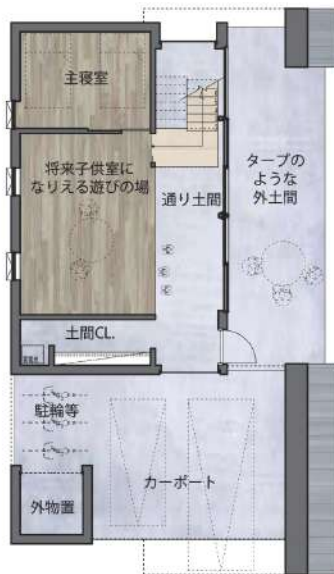 主寝室
将来子供室に
なりえる遊びの場
通り土間
タープの
ような
外土間
土間CL.
駐輪等
カーポート
外物置